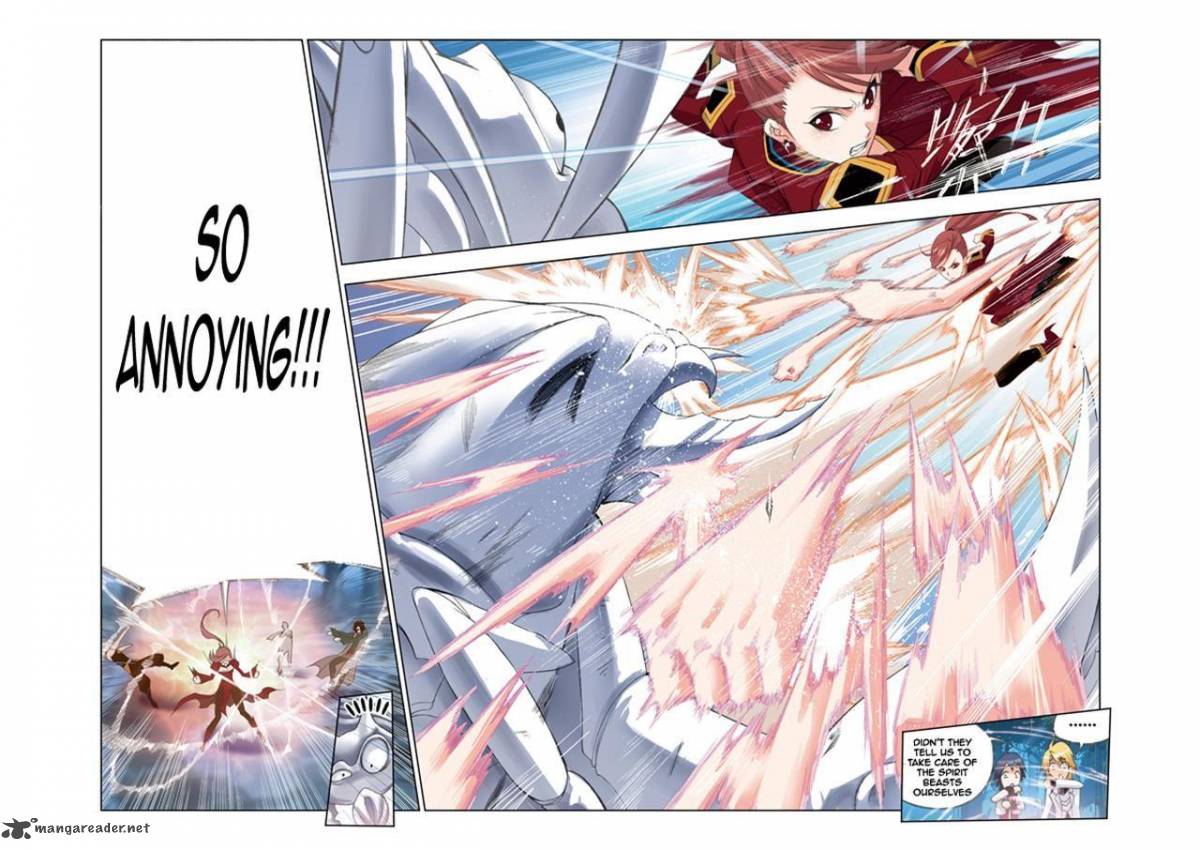 SO
ANNOYING!!!
DIDN'T THEY
TELL US TO
TAKE CARE OF
THE SPIRIT
BEASTS
OURSELVES
......
mangareader.net